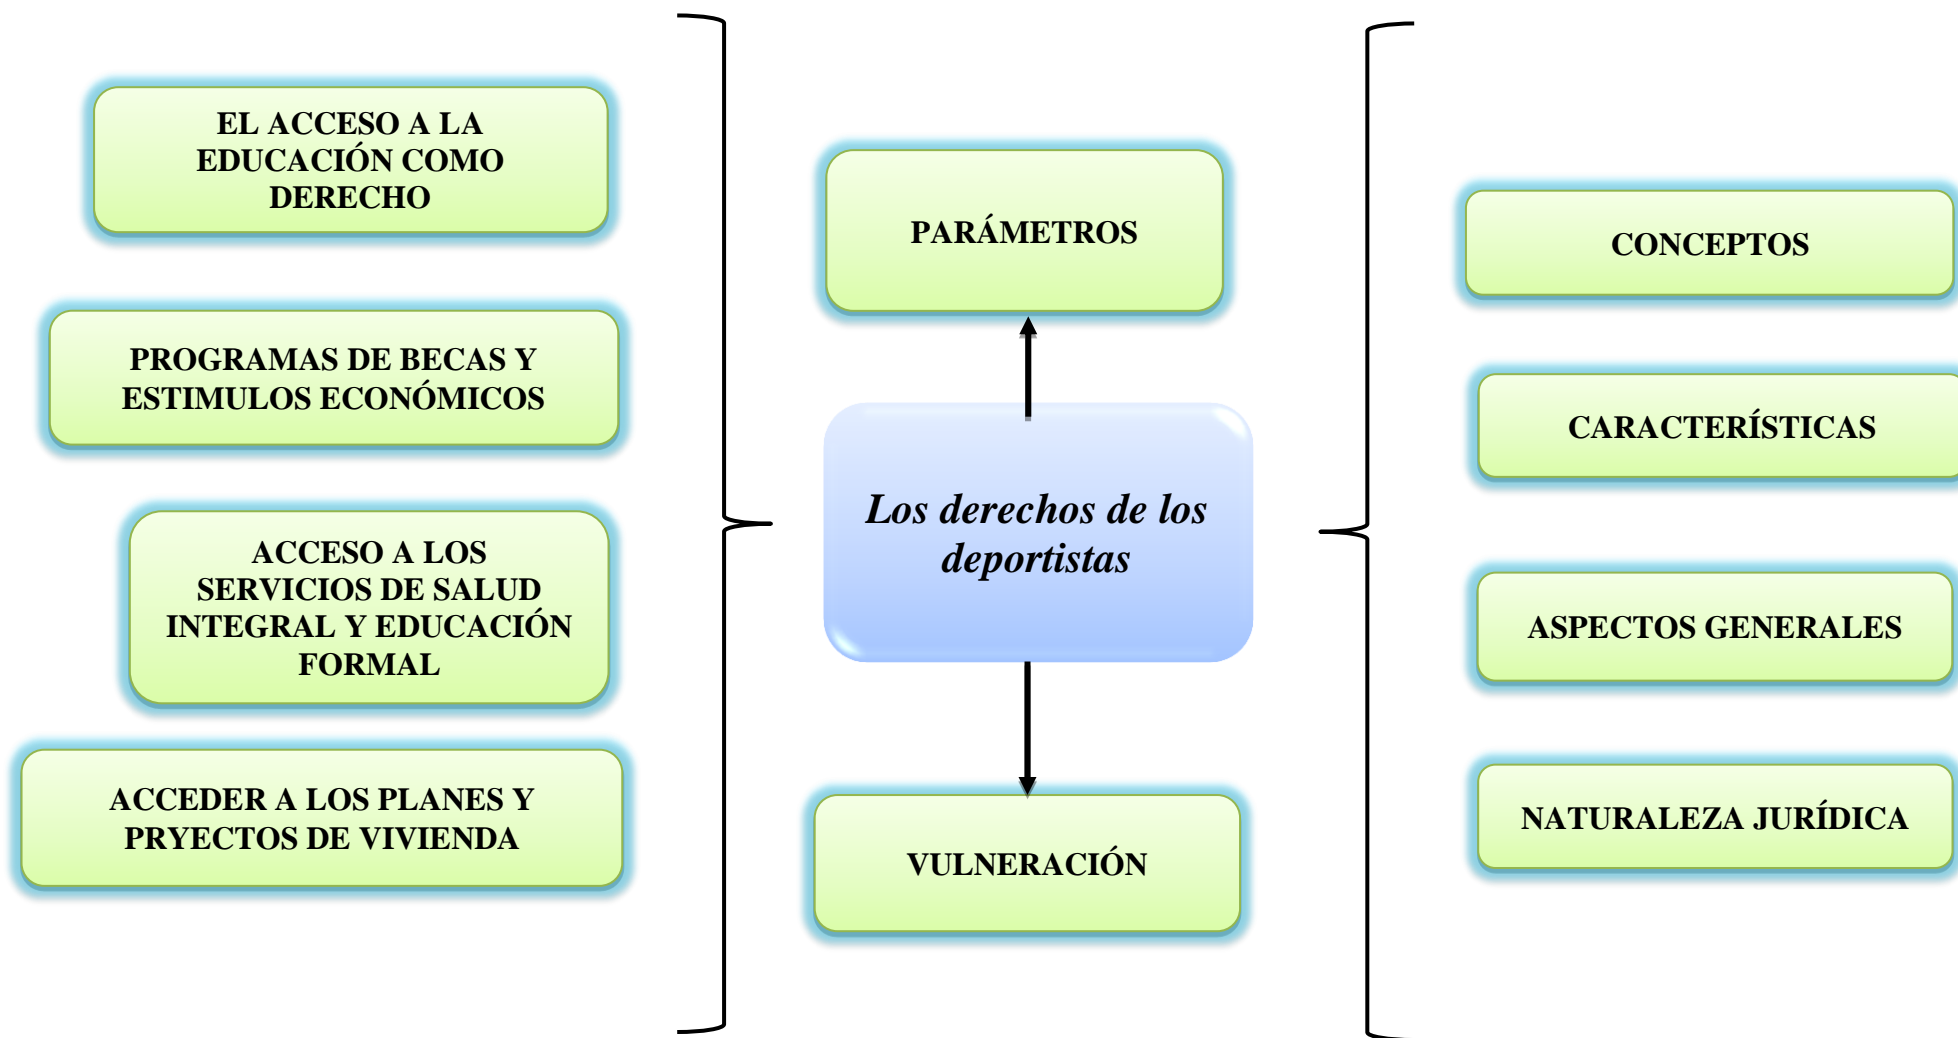 EL ACCESO A LA
EDUCACIÓN COMO
DERECHO
PROGRAMAS DE BECAS Y
ESTIMULOS ECONÓMICOS
ACCESO A LOS
SERVICIOS DE SALUD
INTEGRAL Y EDUCACIÓN
FORMAL
ACCEDER A LOS PLANES Y
PRYECTOS DE VIVIENDA
PARÁMETROS
Los derechos de los
deportistas
VULNERACIÓN
CONCEPTOS
CARACTERÍSTICAS
ASPECTOS GENERALES
NATURALEZA JURÍDICA